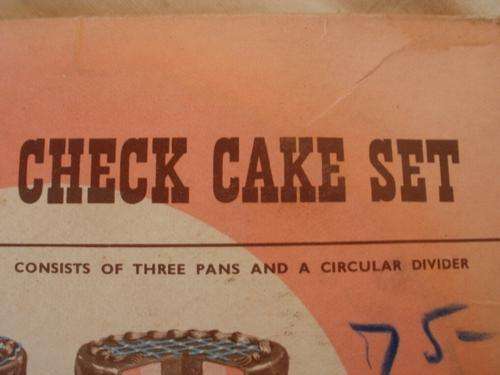 CHECK CAKE SET
CONSISTS OF THREE PANS AND A CIRCULAR DIVIDER
75-